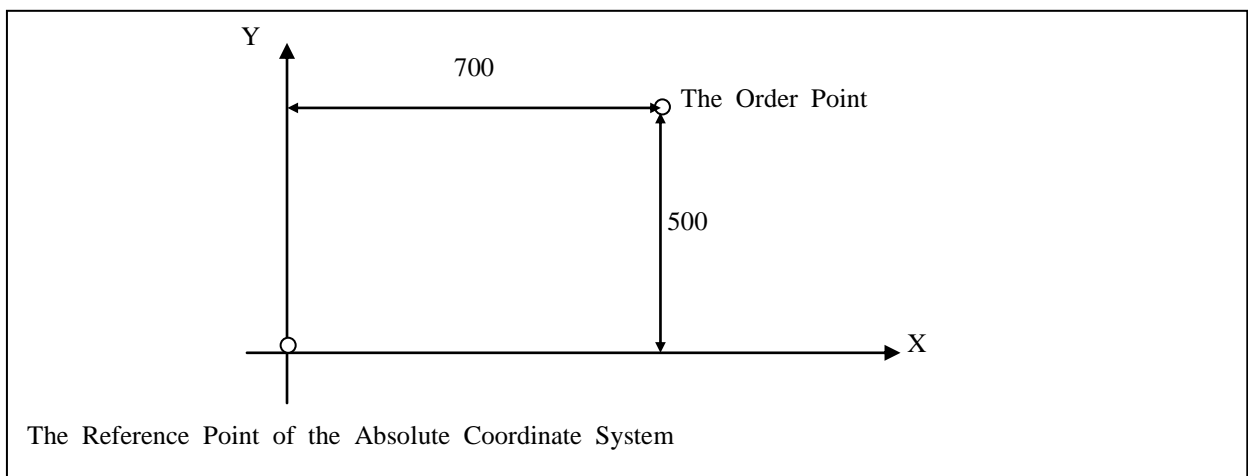 Y
700
The Order Point
500
X
The Reference Point of the Absolute Coordinate System